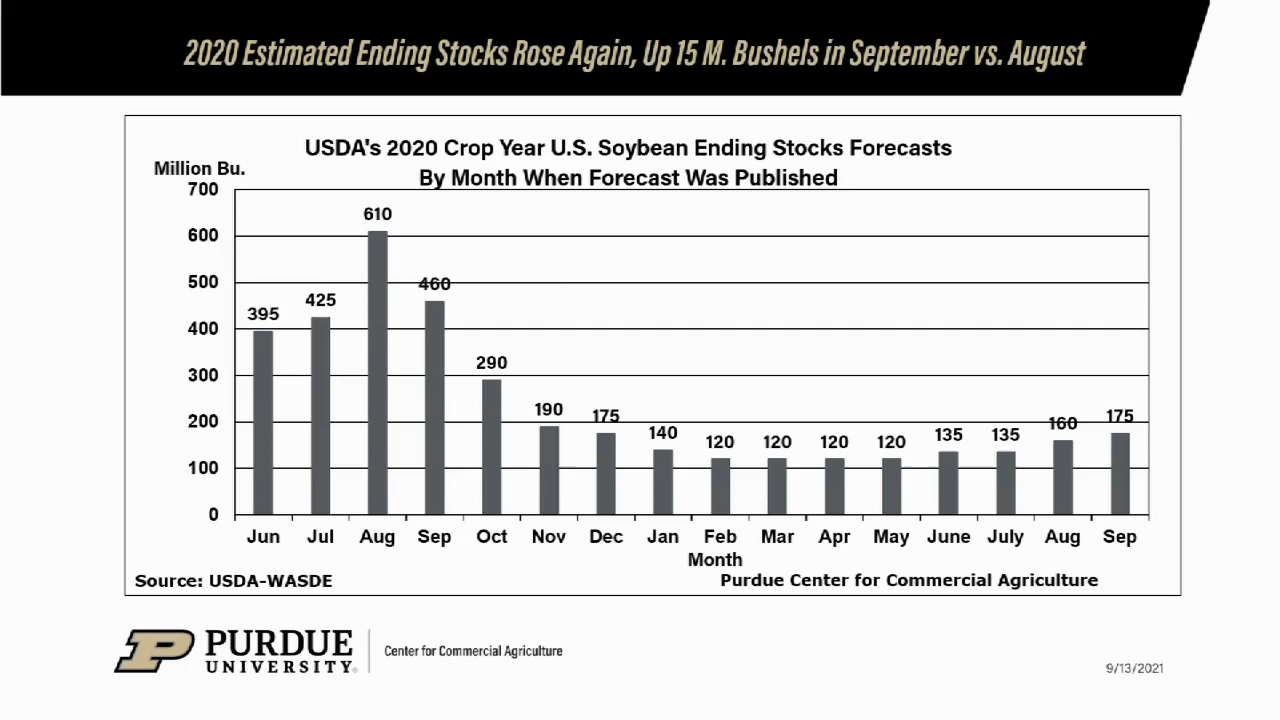 2020 Estimated Ending Stocks Rose Again, Up 15 M. Bushels in September vs. August
USDA's 2020 Crop Year U.S. Soybean Ending Stocks Forecasts
By Month When Forecast Was Published
Million Bu.
700
600
500
400
300
200
100
0
395
425
610
460
290
190
175
140
120
120
120
120
135
135
160
175
Jun Jul Aug Sep Oct Nov Dec Jan Feb Mar Apr May June July Aug Sep
Month
Source: USDA-WASDE
Purdue Center for Commercial Agriculture
P
PURDUE
UNIVERSITY®
Center for Commercial Agriculture
9/13/2021